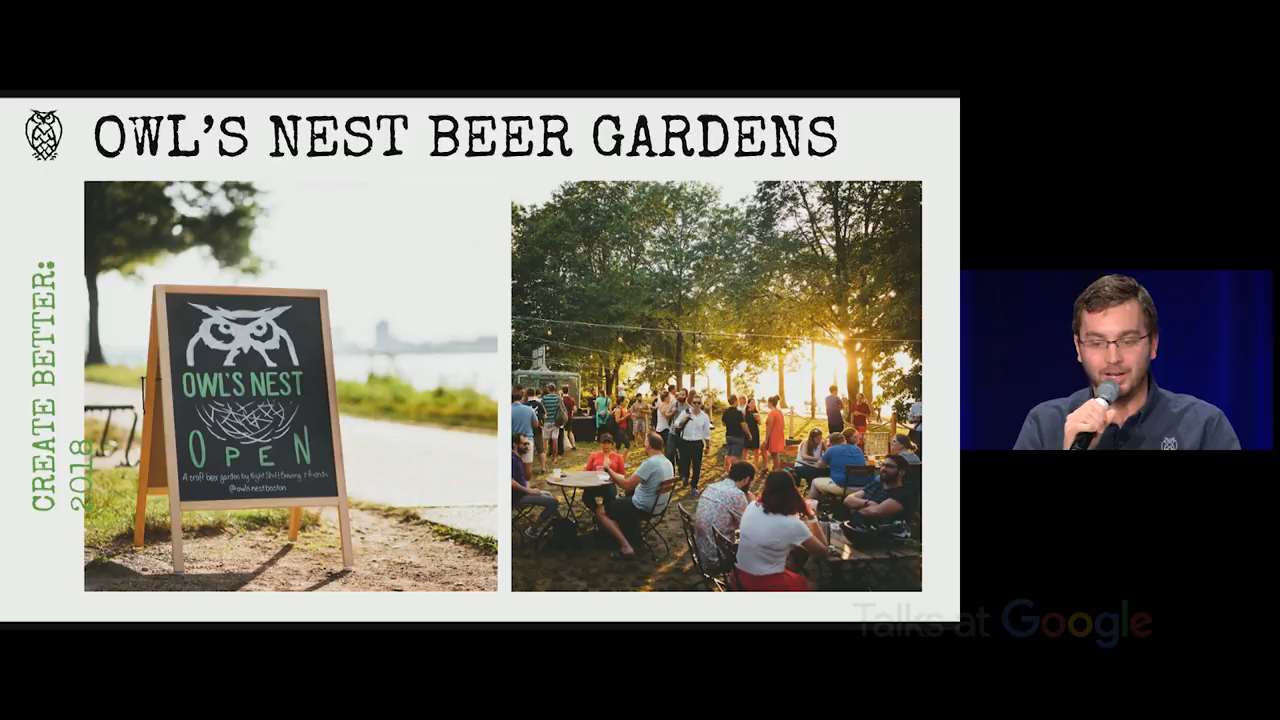 OWL'S NEST BEER GARDENS
CREATE BETTER:
2018
OWL'S NEST
OPEN
A craft beer garden by Night Shift Brewing & friends
@owlsnestboston
Talks at Google